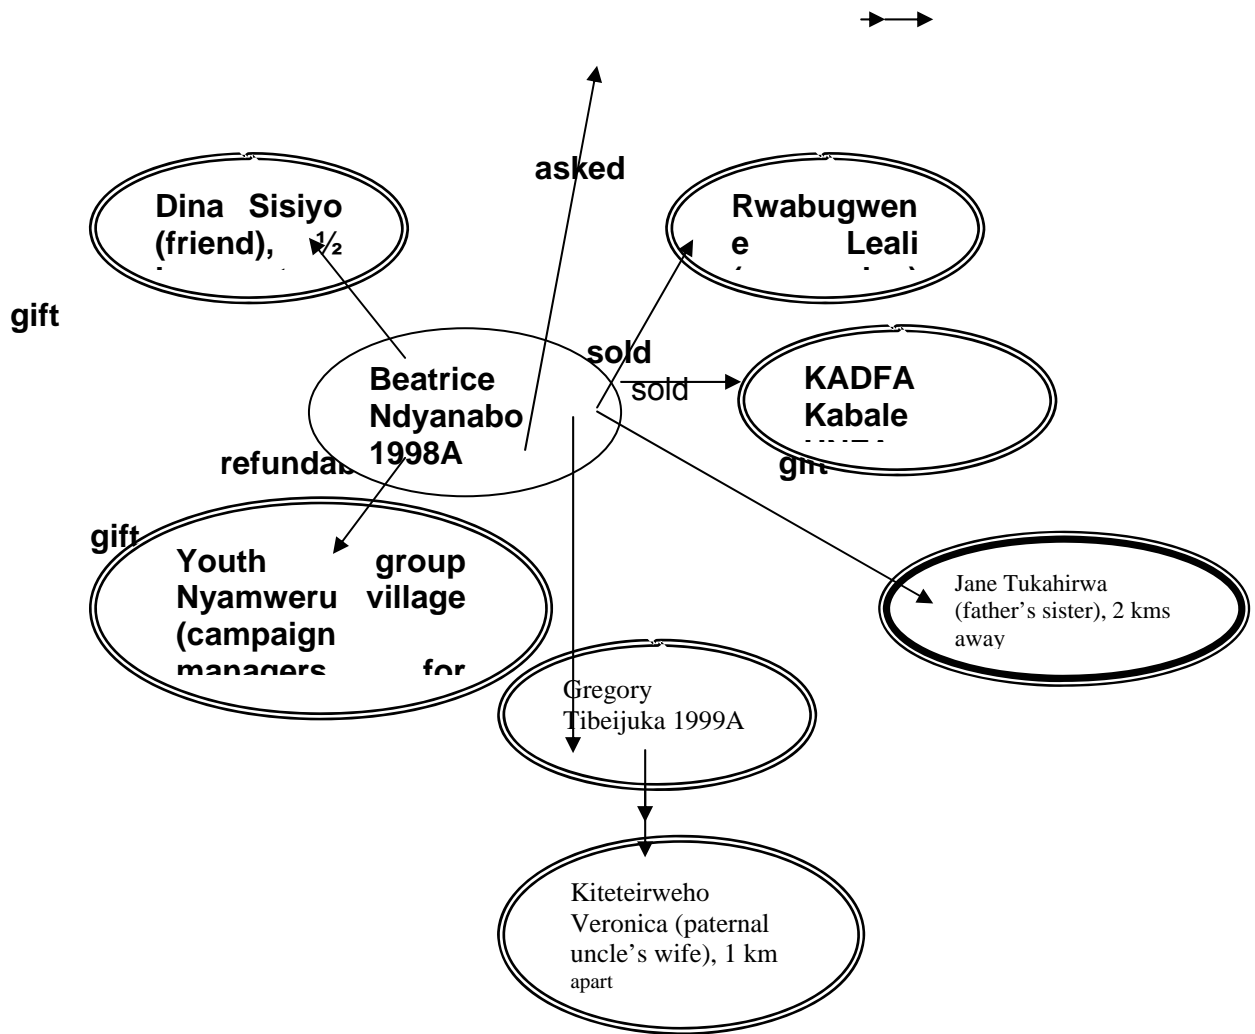 asked
Dina Sisiyo
(friend), ½
Rwabugwen
e Leali
gift
sold
sold
Beatrice
Ndyanabo
1998A
KADFA
Kabale
gift
gift
Youth group
Nyamweru village
(campaign
managers for
Jane Tukahirwa
(father’s sister), 2 kms
away
Gregory
Tibeijuka 1999A
Kiteteirweho
Veronica (paternal
uncle’s wife), 1 km
apart